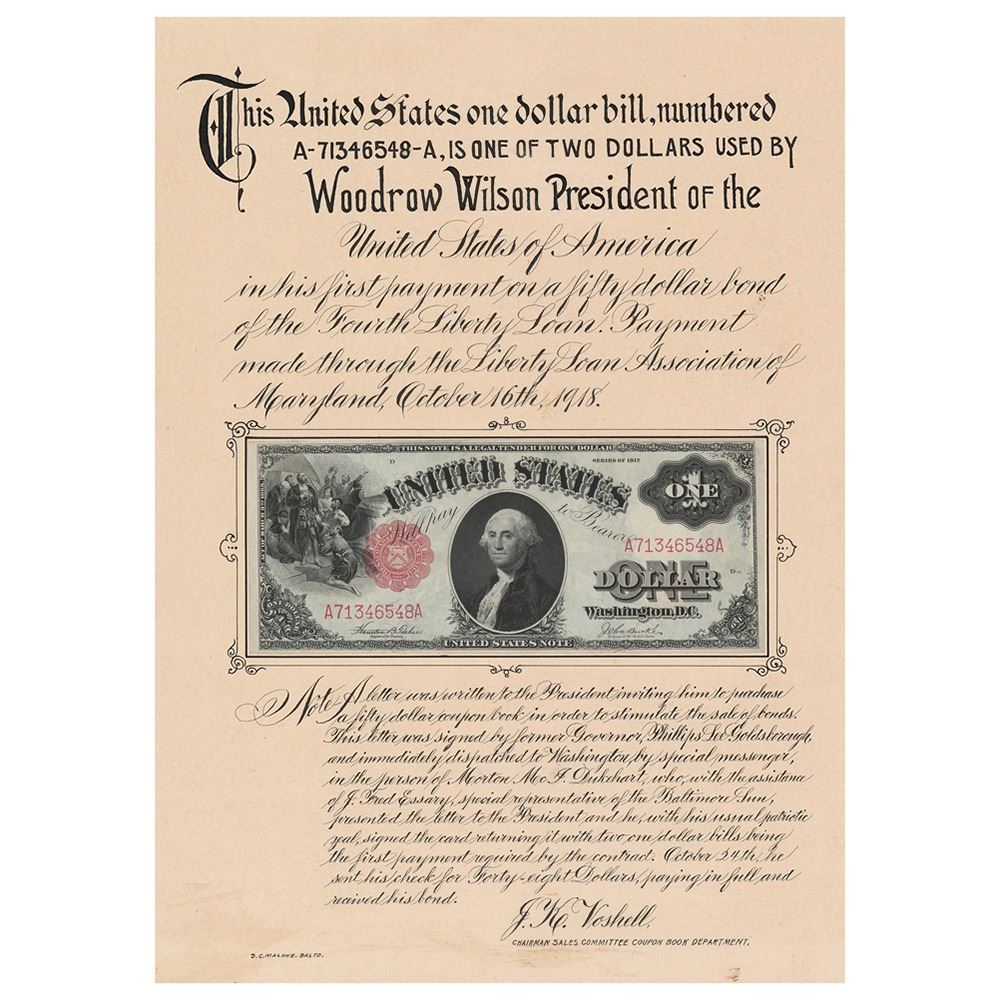 This United States one dollar bill, numbered
A-71346548-A, IS ONE OF TWO DOLLARS USED BY
Woodrow Wilson President OF the
United States of America
in his first payment on a fifty dollar bond
of the Fourth Liberty Loan. Payment
made through the Liberty Loan Association of
Maryland, October 16th, 1918.
THIS NOTE IS A LEGAL TENDER FOR ONE DOLLAR
D
SERIES OF 1917
UNITED STATES
ONE
Will pay to Bearer
A71346548A
ONE
DOLLAR
D
Washington, D.C.
A71346548A
John Burke
UNITED STATES NOTE
Note A letter was written to the President inviting him to purchase
a fifty dollar coupon book in order to stimulate the sale of bonds.
This letter was signed by former Governor, Phillips Lee Goldsborough
and immediately dispatched to Washington, by special messenger,
in the person of Morton Mc. I. Dukehart, who, with the assistance
of J. Fred Essary, special representative of the Baltimore Sun,
presented the letter to the President and he, with his usual patriotic
zeal, signed the card returning it with two one dollar bills being
the first payment required by the contract. October 24th, he
sent his check for Forty-eight Dollars, paying in full and
received his bond.
J. K. Voshell,
CHAIRMAN SALES COMMITTEE COUPON BOOK DEPARTMENT.
S.C. MALONE. BALTO.